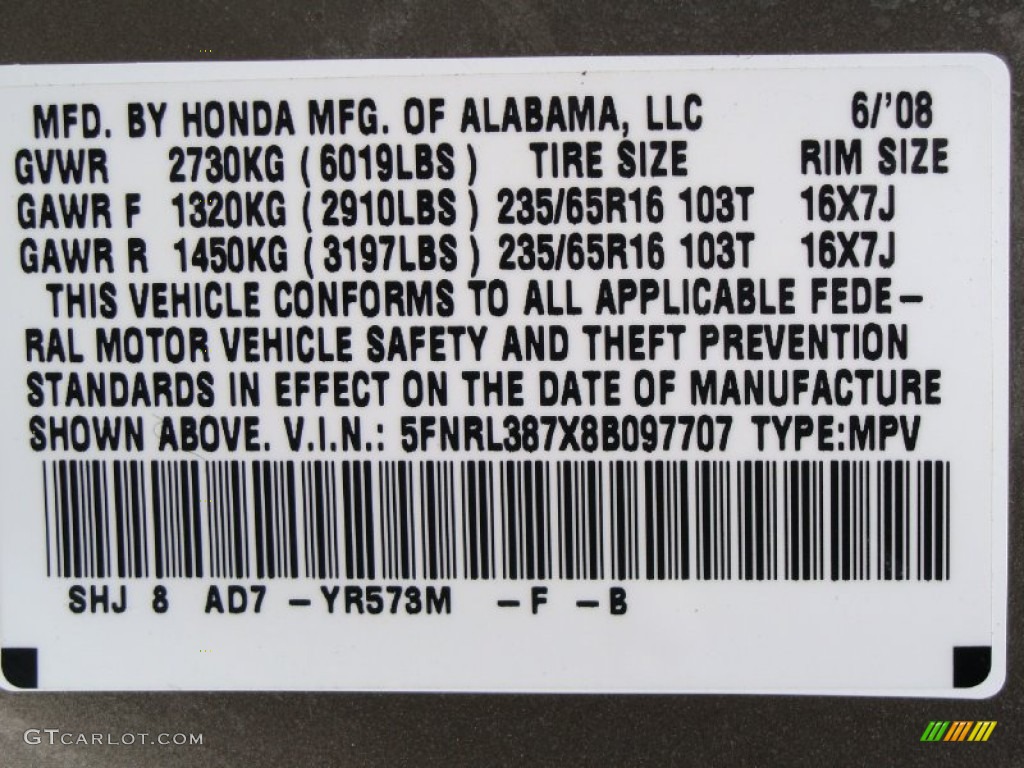 MFD. BY HONDA MFG. OF ALABAMA, LLC 6/'08
GVWR 2730KG (6019LBS) TIRE SIZE RIM SIZE
GAWR F 1320KG (2910LBS) 235/65R16 103T 16X7J
GAWR R 1450KG (3197LBS) 235/65R16 103T 16X7J
THIS VEHICLE CONFORMS TO ALL APPLICABLE FEDE-
RAL MOTOR VEHICLE SAFETY AND THEFT PREVENTION
STANDARDS IN EFFECT ON THE DATE OF MANUFACTURE
SHOWN ABOVE. V.I.N.: 5FNRL387X8B097707 TYPE:MPV
SHJ 8 AD7 -YR573M -F -B
GTCARLOT.COM